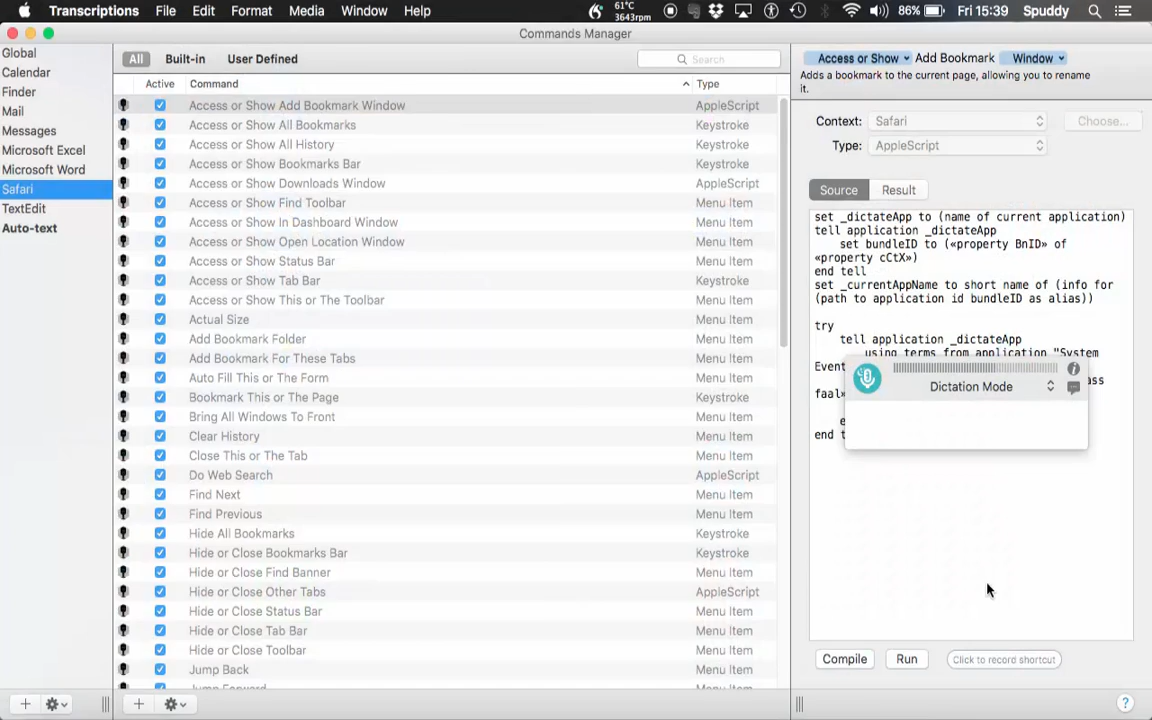 Transcriptions File Edit Format Media Window Help 61°C 3643rpm 86% Fri 15:39 Spuddy
Commands Manager
Global
Calendar
Finder
Mail
Messages
Microsoft Excel
Microsoft Word
Safari
TextEdit
Auto-text
All Built-in User Defined Search
Active Command Type
Access or Show Add Bookmark Window AppleScript
Access or Show All Bookmarks Keystroke
Access or Show All History Menu Item
Access or Show Bookmarks Bar Keystroke
Access or Show Downloads Window AppleScript
Access or Show Find Toolbar Menu Item
Access or Show In Dashboard Window Menu Item
Access or Show Open Location Window Menu Item
Access or Show Status Bar Menu Item
Access or Show Tab Bar Keystroke
Access or Show This or The Toolbar Menu Item
Actual Size Menu Item
Add Bookmark Folder Menu Item
Add Bookmark For These Tabs Menu Item
Auto Fill This or The Form Menu Item
Bookmark This or The Page Keystroke
Bring All Windows To Front Menu Item
Clear History Menu Item
Close This or The Tab Menu Item
Do Web Search AppleScript
Find Next Menu Item
Find Previous Menu Item
Hide All Bookmarks Keystroke
Hide or Close Bookmarks Bar Keystroke
Hide or Close Find Banner Menu Item
Hide or Close Other Tabs AppleScript
Hide or Close Status Bar Menu Item
Hide or Close Tab Bar Menu Item
Hide or Close Toolbar Menu Item
Jump Back Menu Item
Jump Forward Menu Item
Access or Show Add Bookmark Window
Adds a bookmark to the current page, allowing you to rename
it.
Context: Safari Choose...
Type: AppleScript
Source Result
set _dictateApp to (name of current application)
tell application _dictateApp
set bundleID to («property BnID» of
«property cCtX»)
end tell
set _currentAppName to short name of (info for
(path to application id bundleID as alias))
try
tell application _dictateApp
using terms from application "System
Dictation Mode
faal»
Compile Run Click to record shortcut